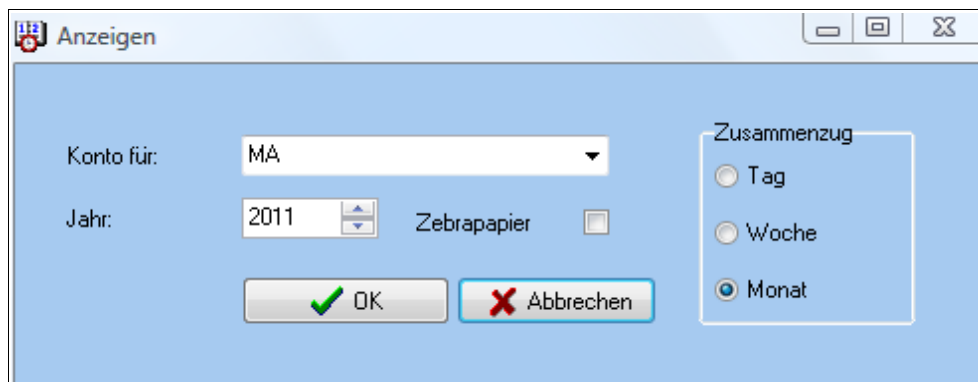 Anzeigen
Konto für:
MA
Jahr:
2011
Zebrapapier
OK
Abbrechen
Zusammenzug
Tag
Woche
Monat